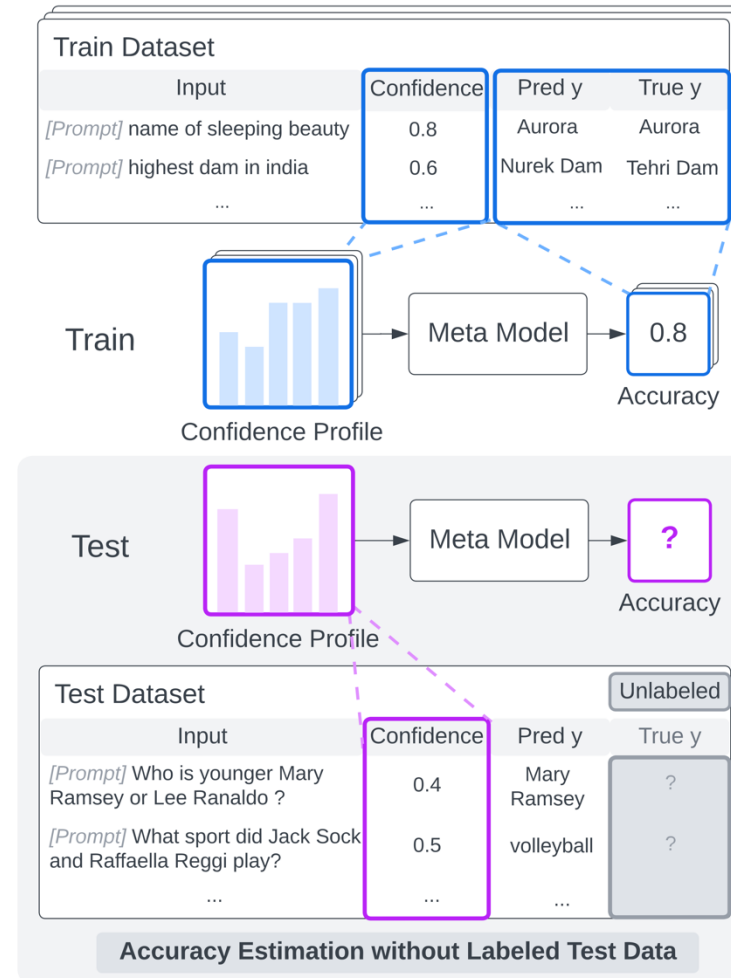 Train Dataset
Input Confidence Pred y True y
[Prompt] name of sleeping beauty 0.8 Aurora Aurora
[Prompt] highest dam in india 0.6 Nurek Dam Tehri Dam
... ... ... ...
Train
Meta Model
0.8
Confidence Profile
Accuracy
Test
Meta Model
?
Confidence Profile
Accuracy
Test Dataset
Unlabeled
Input Confidence Pred y True y
[Prompt] Who is younger Mary
Ramsey or Lee Ranaldo ?
0.4
Mary
Ramsey
?
[Prompt] What sport did Jack Sock
and Raffaella Reggi play?
0.5
volleyball
?
... ... ...
Accuracy Estimation without Labeled Test Data